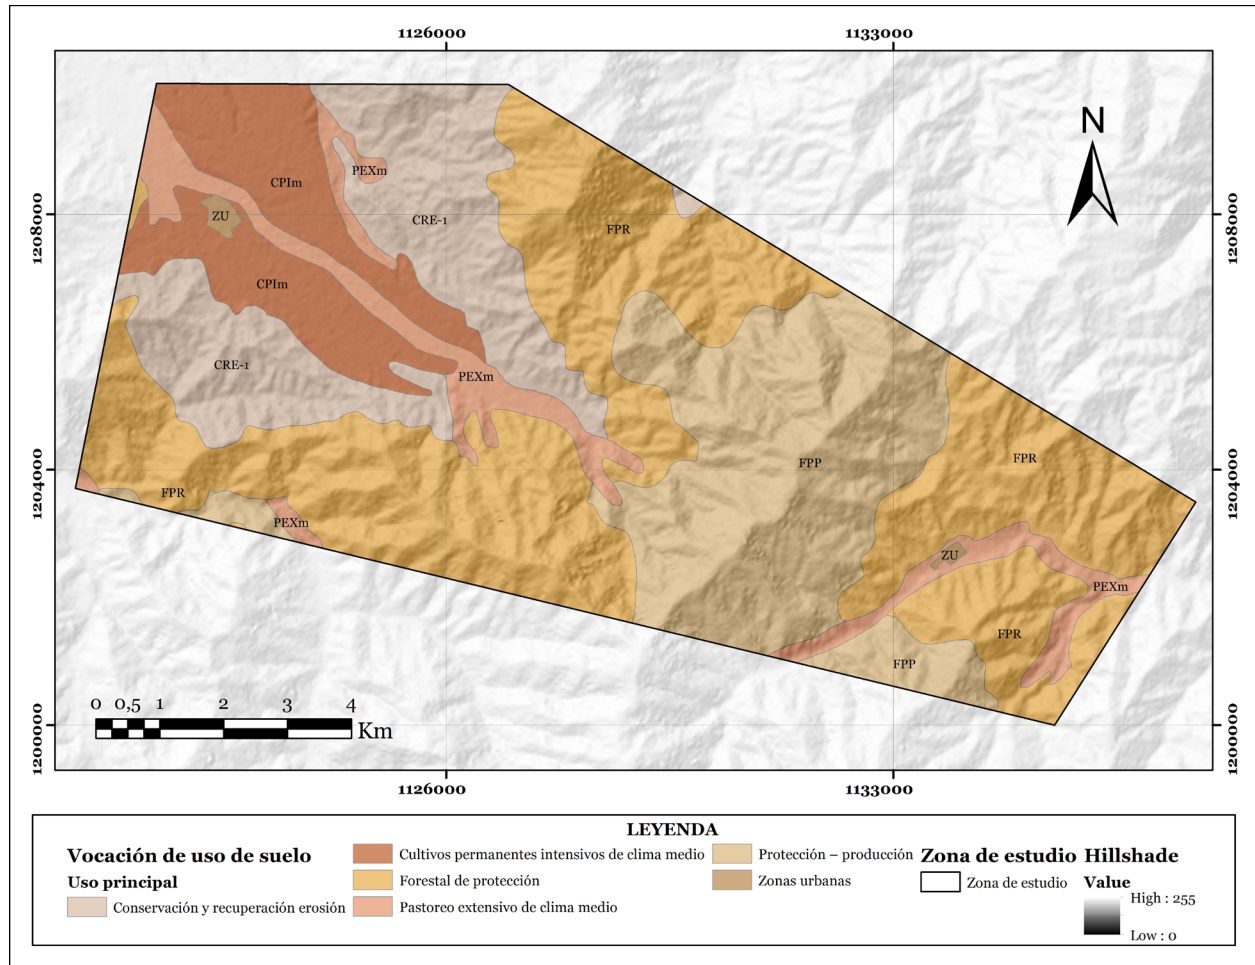 1126000 1133000
N
1208000 1208000
1204000 1204000
1200000 1200000
PEXm
CPIm
ZU
CRE-1
FPR
CPIm
CRE-1
PEXm
FPP
FPR
FPR
PEXm
ZU
PEXm
FPR
FPP
0 0,5 1 2 3 4
Km
1126000 1133000
LEYENDA
Vocación de uso de suelo
Uso principal
Conservación y recuperación erosión
Cultivos permanentes intensivos de clima medio
Forestal de protección
Pastoreo extensivo de clima medio
Protección – producción
Zonas urbanas
Zona de estudio
Zona de estudio
Hillshade
Value
High : 255
Low : 0